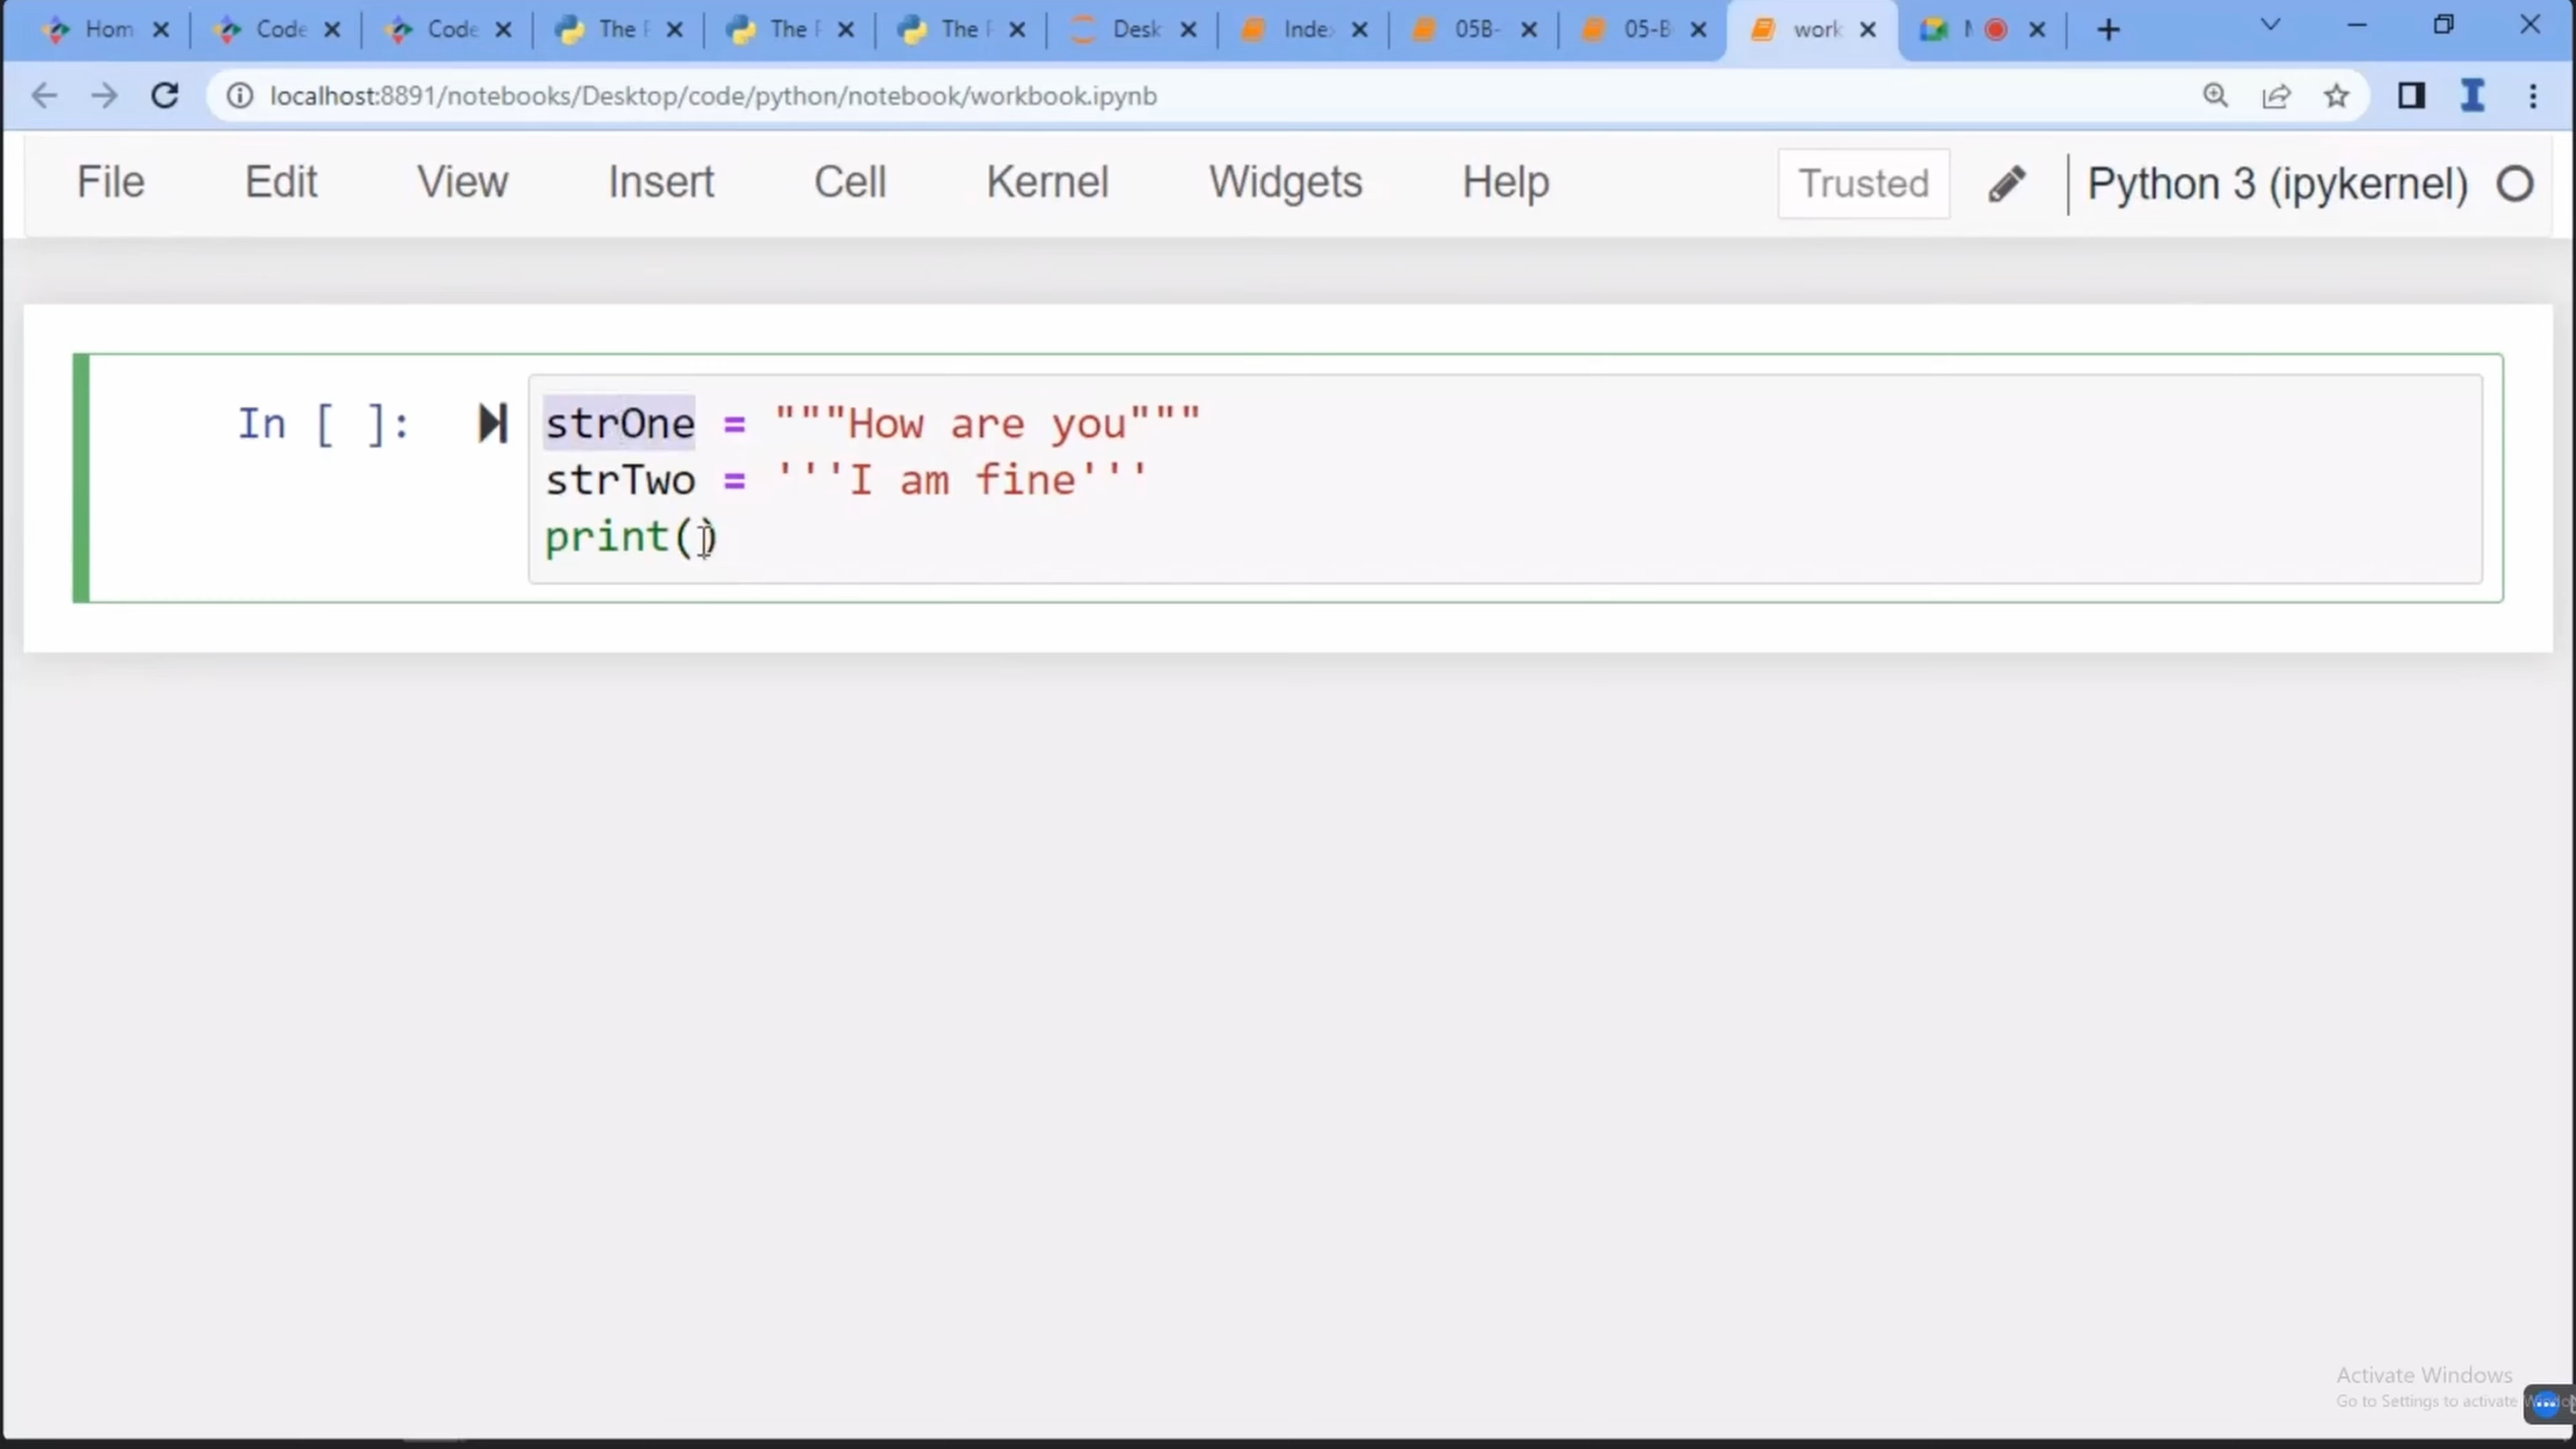 Hom Code Code The The The Desk Inde 05B- 05-B work
localhost:8891/notebooks/Desktop/code/python/notebook/workbook.ipynb
File Edit View Insert Cell Kernel Widgets Help Trusted Python 3 (ipykernel)
In [ ]: strOne = """How are you"""
strTwo = '''I am fine'''
print()
Activate Windows
Go to Settings to activate